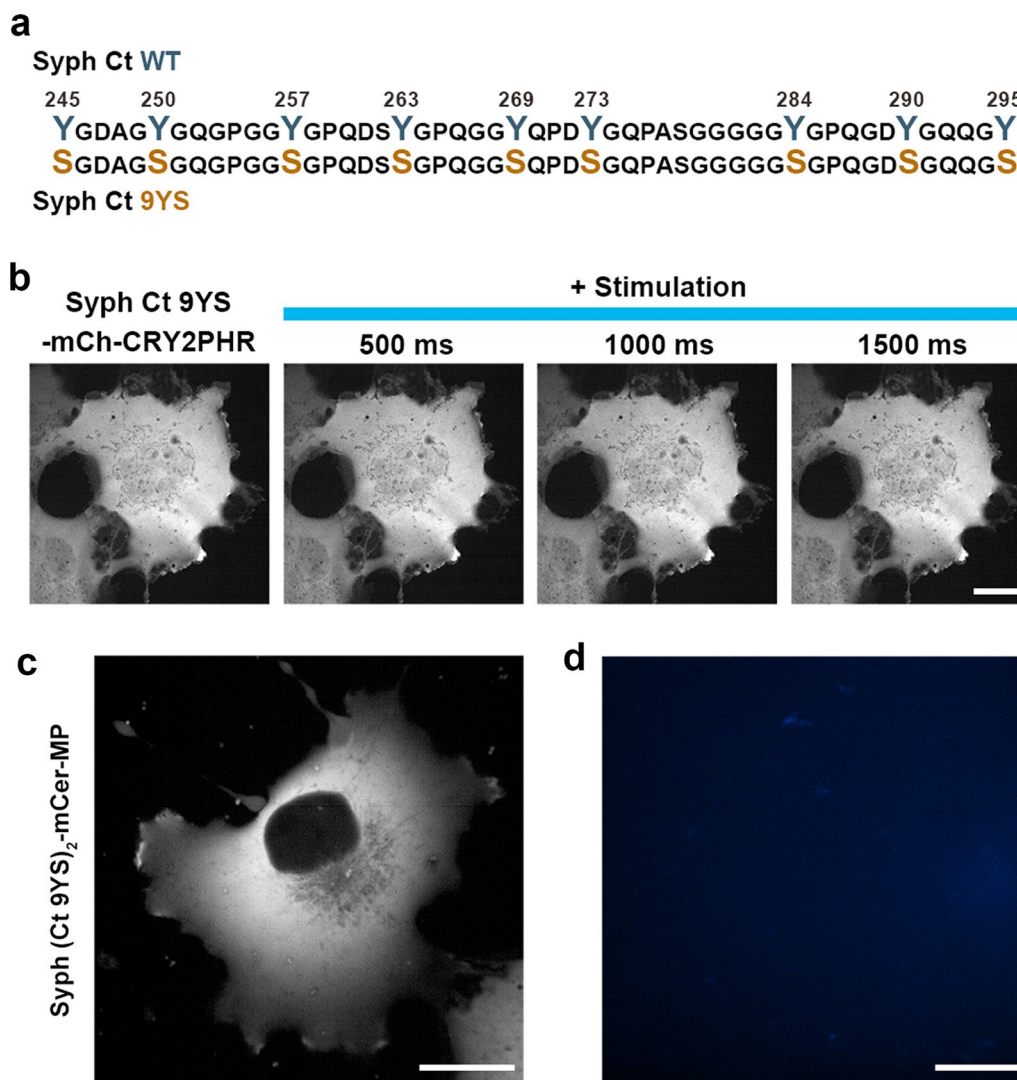 a
Syph Ct WT
245 250 257 263 269 273 284 290 295
YGDAGYGQGPGGYGPQDSYGPQGGYQPDYGQPASGGGGGYGPQGDYGQQGY
SGDAGSGQGPGGSGPQDSSGPQGGSQPDSGQPASGGGGGSGPQGDSGQQGS
Syph Ct 9YS
b
Syph Ct 9YS
-mCh-CRY2PHR
+ Stimulation
500 ms 1000 ms 1500 ms
c
Syph (Ct 9YS)2-mCer-MP
d